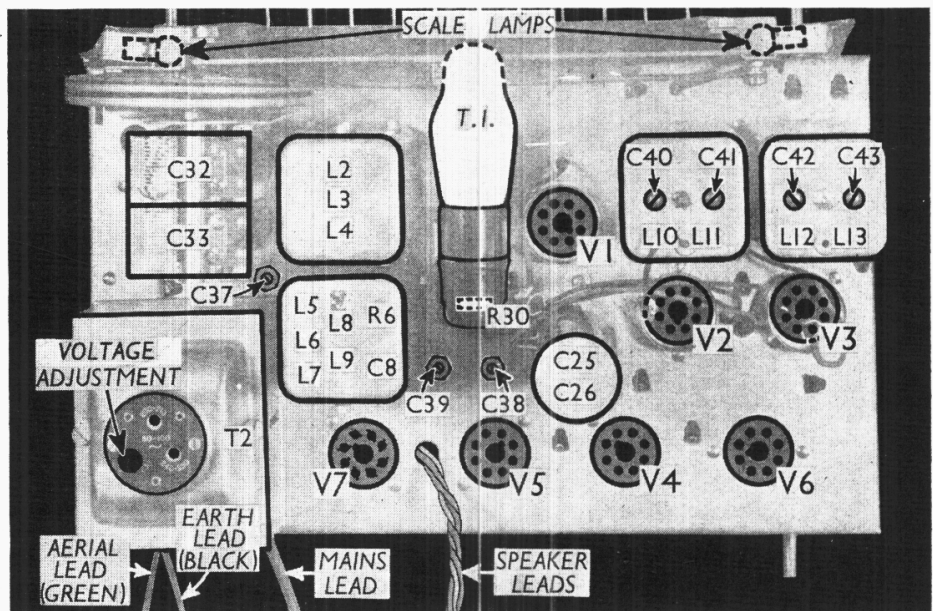 SCALE LAMPS
T.I.
C32
C33
L2
L3
L4
C40
C41
C42
C43
L10
L11
L12
L13
V1
C37
L5
L6
L7
L8
L9
R6
C8
R30
V2
V3
VOLTAGE
ADJUSTMENT
C39
C38
C25
C26
T2
V7
V5
V4
V6
AERIAL
LEAD
(GREEN)
EARTH
LEAD
(BLACK)
MAINS
LEAD
SPEAKER
LEADS